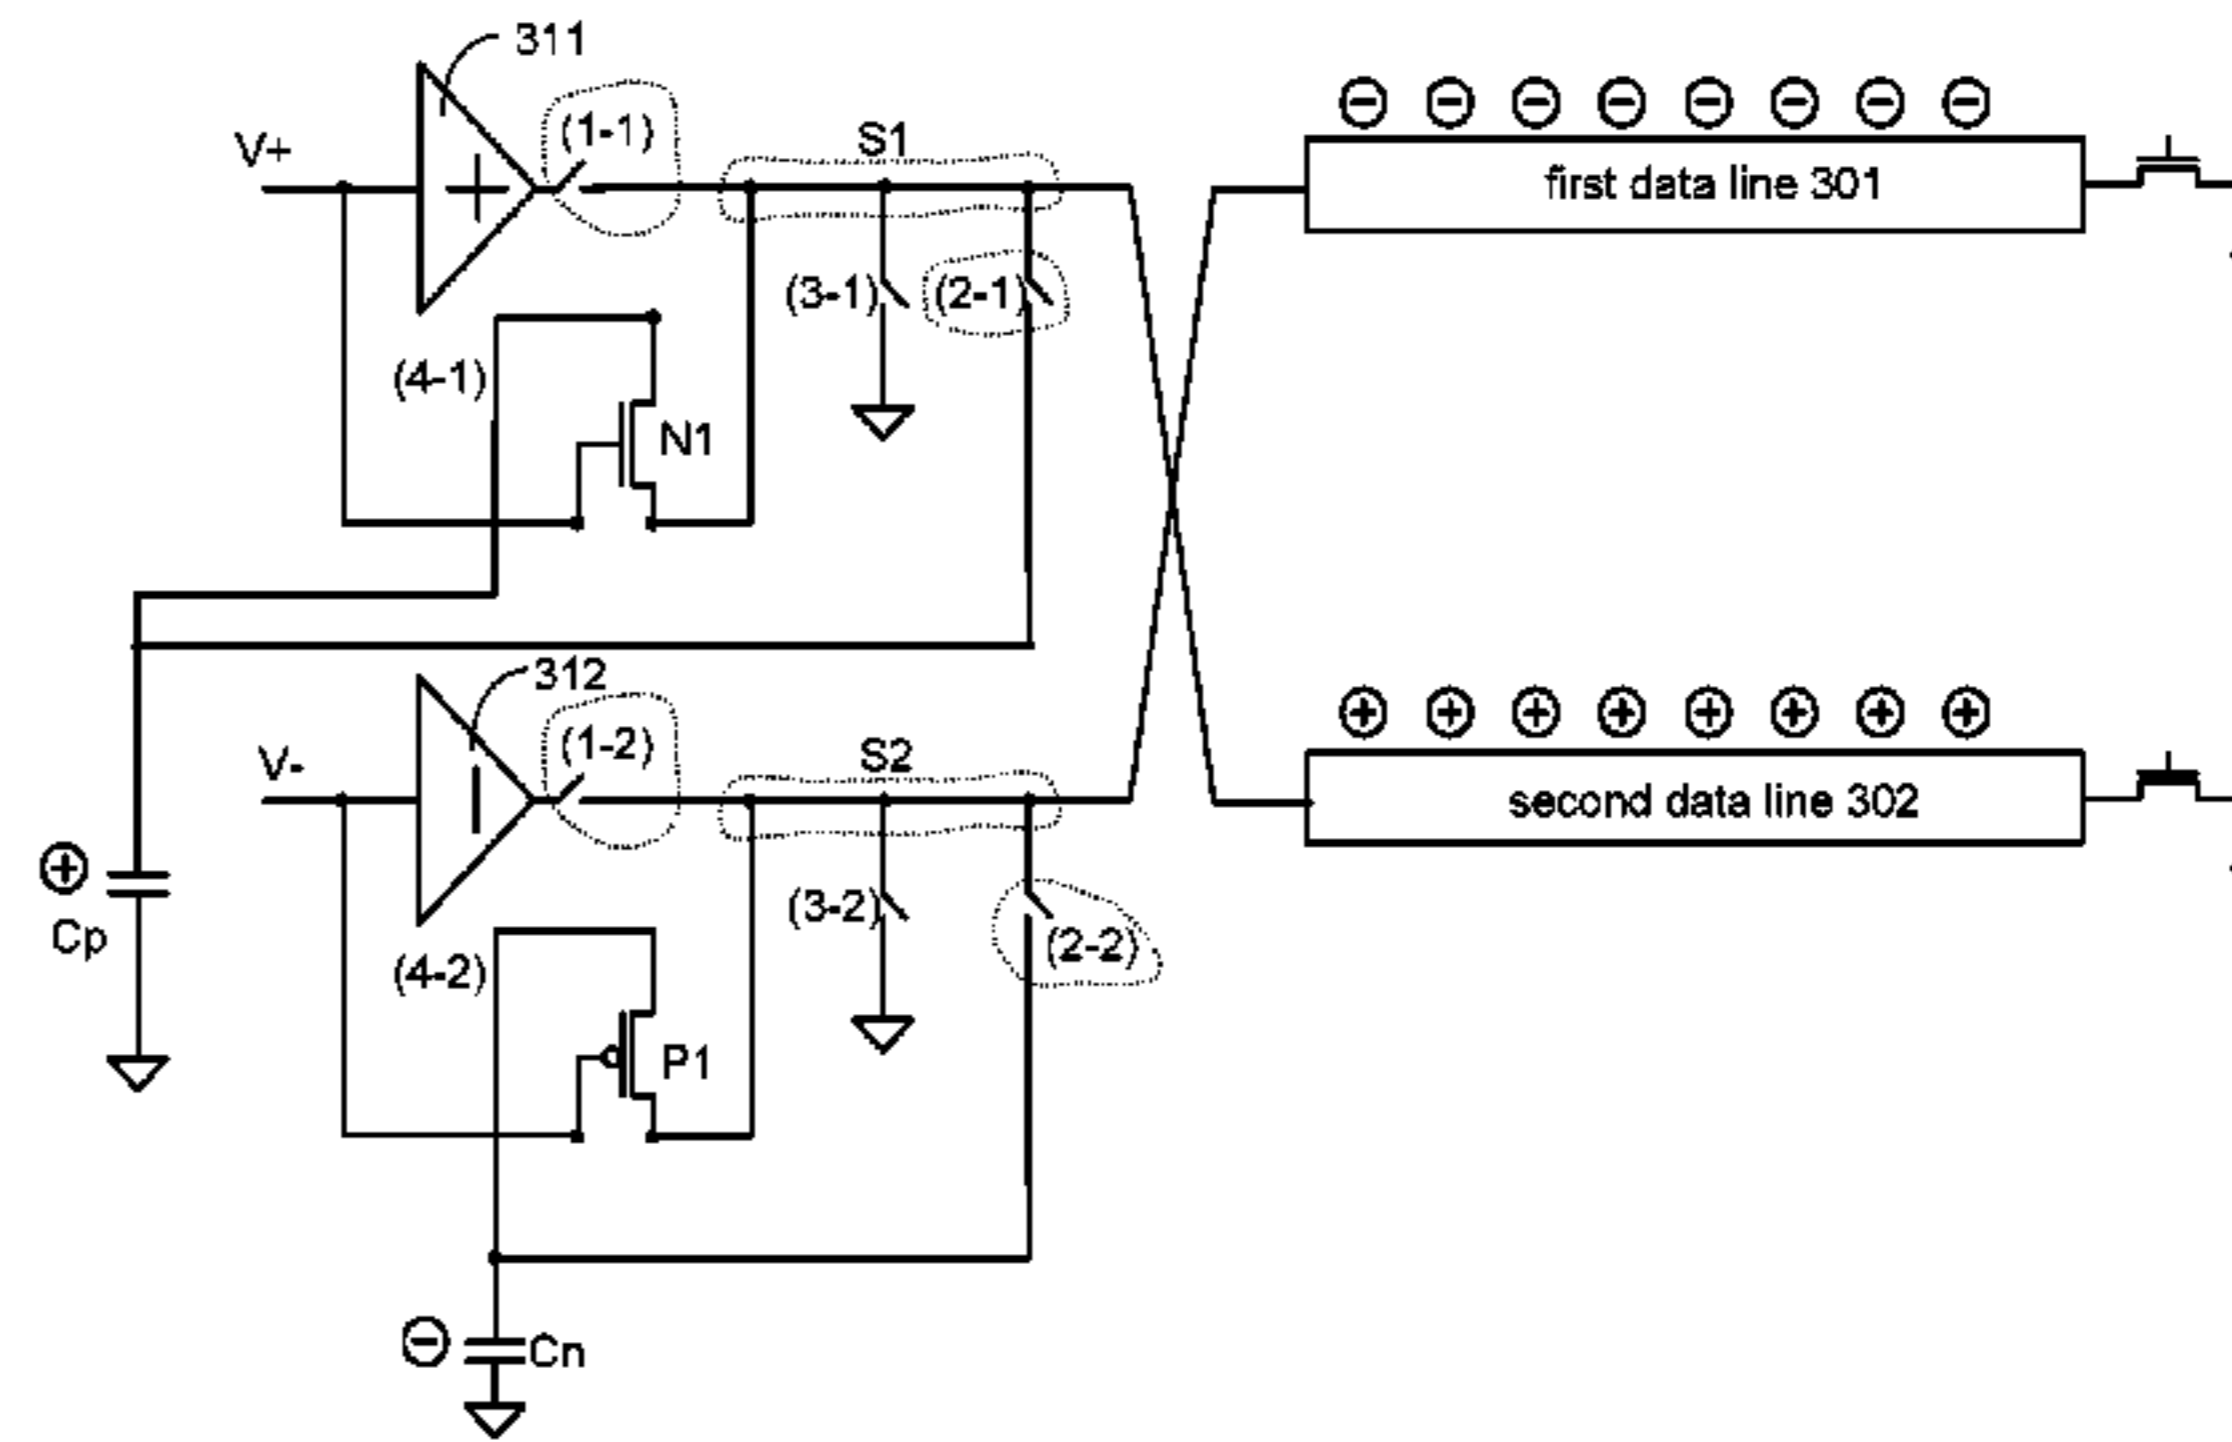 311
(1-1)
V+
S1
first data line 301
(3-1)
(2-1)
(4-1)
N1
312
(1-2)
V-
S2
second data line 302
(3-2)
(2-2)
Cp
(4-2)
P1
Cn